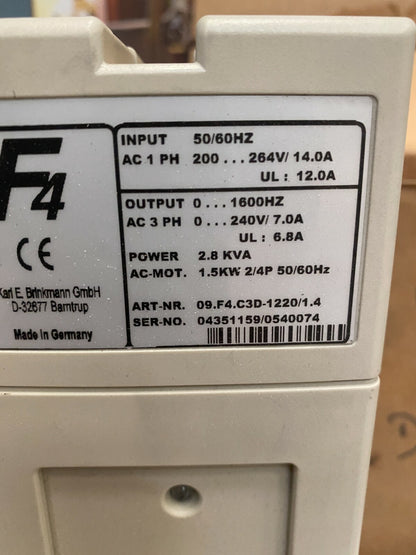 F4
CE
Karl E. Brinkmann GmbH
D-32677 Barntrup
Made in Germany
INPUT 50/60HZ
AC 1 PH 200 . . . 264V/ 14.0A
UL : 12.0A
OUTPUT 0 . . . 1600HZ
AC 3 PH 0 . . . 240V/ 7.0A
UL : 6.8A
POWER 2.8 KVA
AC-MOT. 1.5KW 2/4P 50/60Hz
ART-NR. 09.F4.C3D-1220/1.4
SER-NO. 04351159/0540074